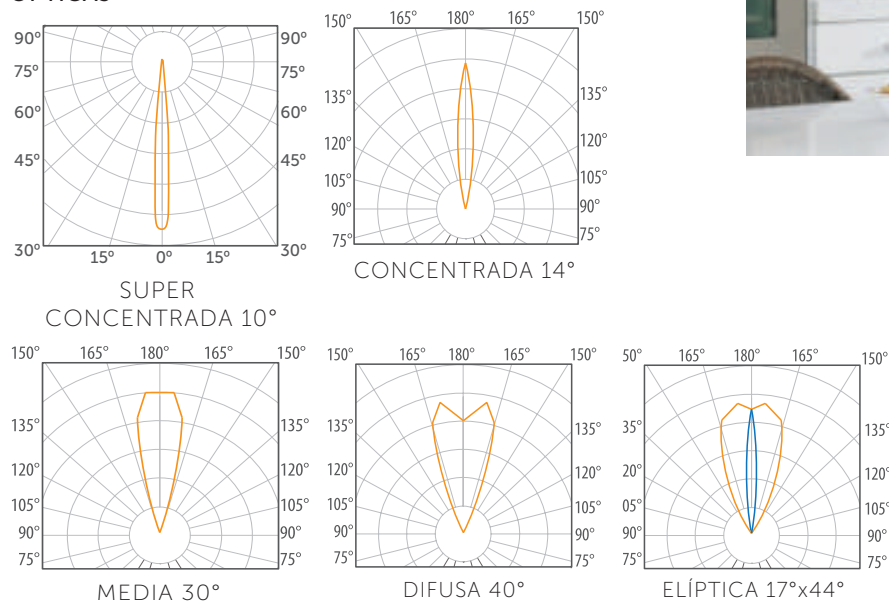 90° 90°
75° 75°
60° 60°
45° 45°
30° 15° 0° 15° 30°
SUPER
CONCENTRADA 10°
150° 165° 180° 165° 150°
135° 135°
120° 120°
105° 105°
90° 90°
75° 75°
CONCENTRADA 14°
150° 165° 180° 165° 150°
135° 135°
120° 120°
105° 105°
90° 90°
75° 75°
MEDIA 30°
150° 165° 180° 165° 150°
135° 135°
120° 120°
105° 105°
90° 90°
75° 75°
DIFUSA 40°
50° 165° 180° 165° 150°
35° 135°
20° 120°
05° 105°
90° 90°
75° 75°
ELÍPTICA 17°x44°